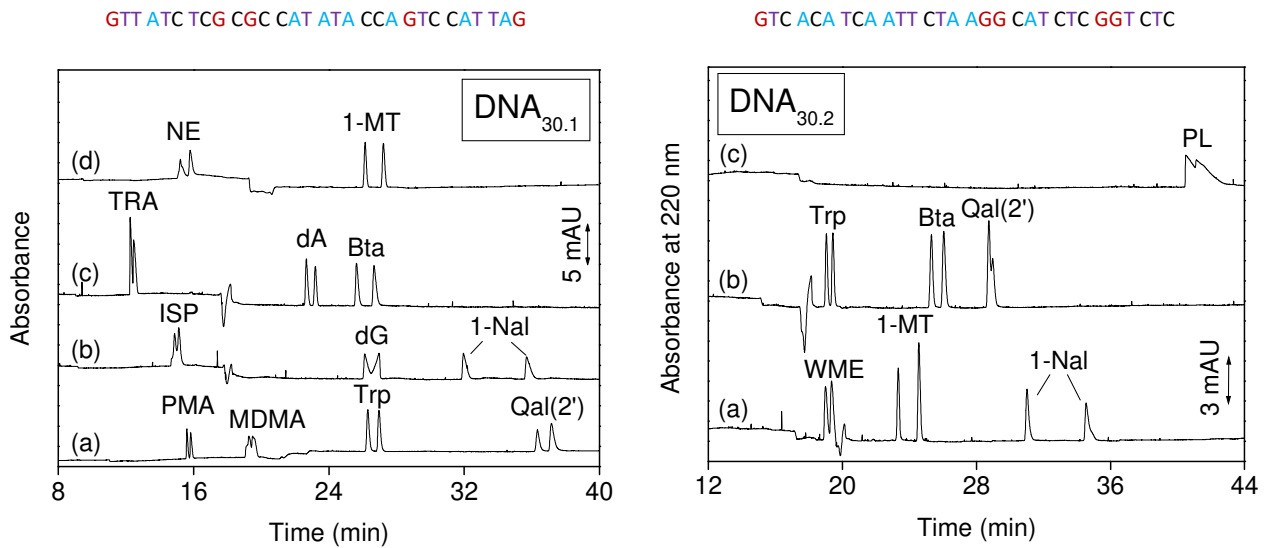 GTT ATC TCG CGC CAT ATA CCA GTC CAT TAG
DNA30.1
NE
1-MT
(d)
TRA
5 mAU
dA
Bta
(c)
ISP
dG
1-Nal
(b)
PMA
MDMA
Trp
Qal(2')
(a)
8 16 24 32 40
Time (min)
Absorbance
GTC ACA TCA ATT CTA AGG CAT CTC GGT CTC
DNA30.2
PL
(c)
Trp
Bta
Qal(2')
(b)
1-MT
WME
1-Nal
3 mAU
(a)
12 20 28 36 44
Time (min)
Absorbance at 220 nm